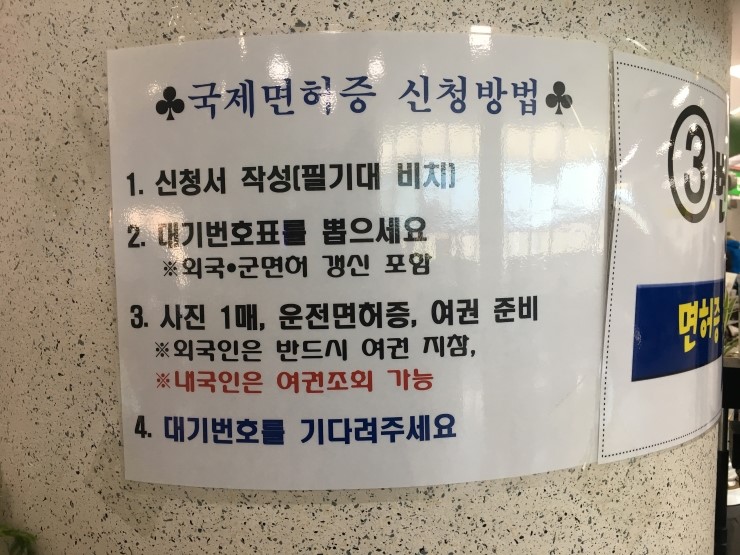 ♣국제면허증 신청방법♣
1. 신청서 작성(필기대 비치)
2. 대기번호표를 뽑으세요
※외국•군면허 갱신 포함
3. 사진 1매, 운전면허증, 여권 준비
※외국인은 반드시 여권 지참,
※내국인은 여권조회 가능
4. 대기번호를 기다려주세요
③번
면허증